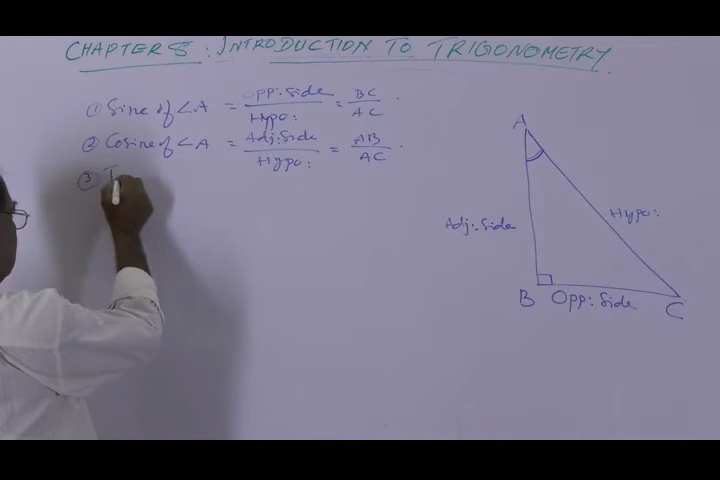 CHAPTER 8 : INTRODUCTION TO TRIGONOMETRY.
① Sine of ∠A = Opp: Side / Hypo: = BC / AC .
② Cosine of ∠A = Adj: Side / Hypo: = AB / AC .
③ T
A
Adj: Side
Hypo:
B Opp: Side C